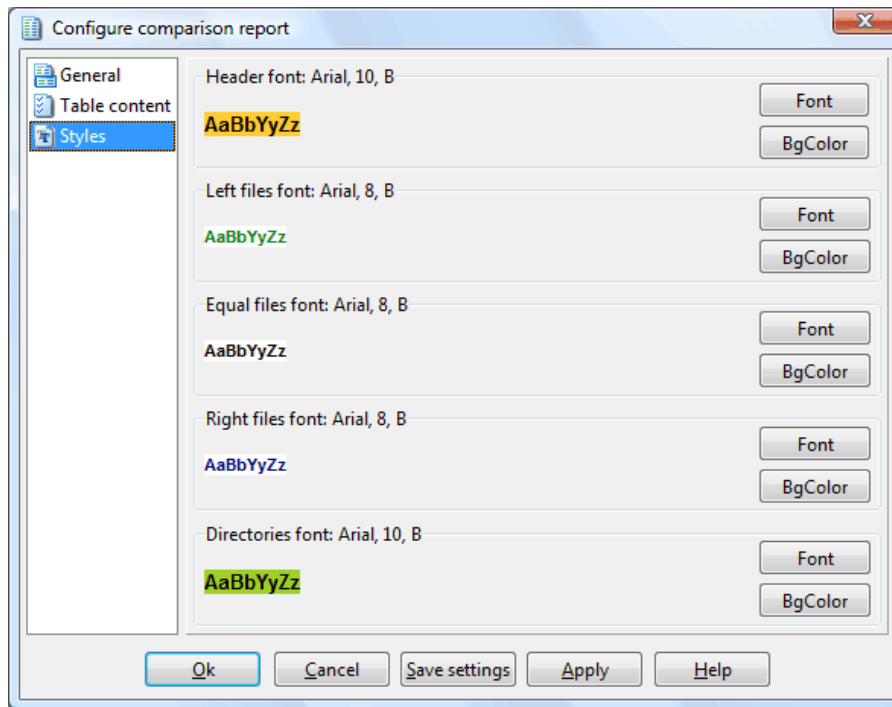 Configure comparison report
General
Table content
Styles
Header font: Arial, 10, B
AaBbYyZz
Font
BgColor
Left files font: Arial, 8, B
AaBbYyZz
Font
BgColor
Equal files font: Arial, 8, B
AaBbYyZz
Font
BgColor
Right files font: Arial, 8, B
AaBbYyZz
Font
BgColor
Directories font: Arial, 10, B
AaBbYyZz
Font
BgColor
Ok Cancel Save settings Apply Help